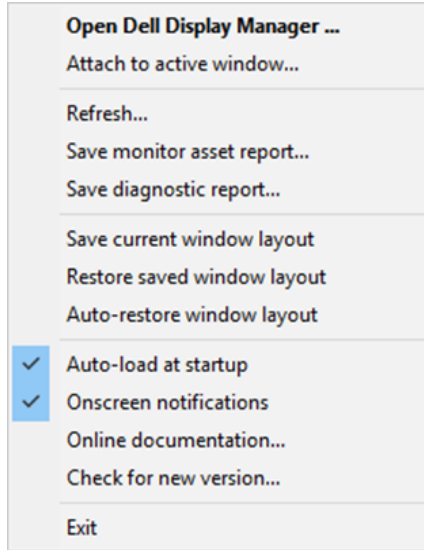 Open Dell Display Manager ...
Attach to active window...
Refresh...
Save monitor asset report...
Save diagnostic report...
Save current window layout
Restore saved window layout
Auto-restore window layout
Auto-load at startup
Onscreen notifications
Online documentation...
Check for new version...
Exit